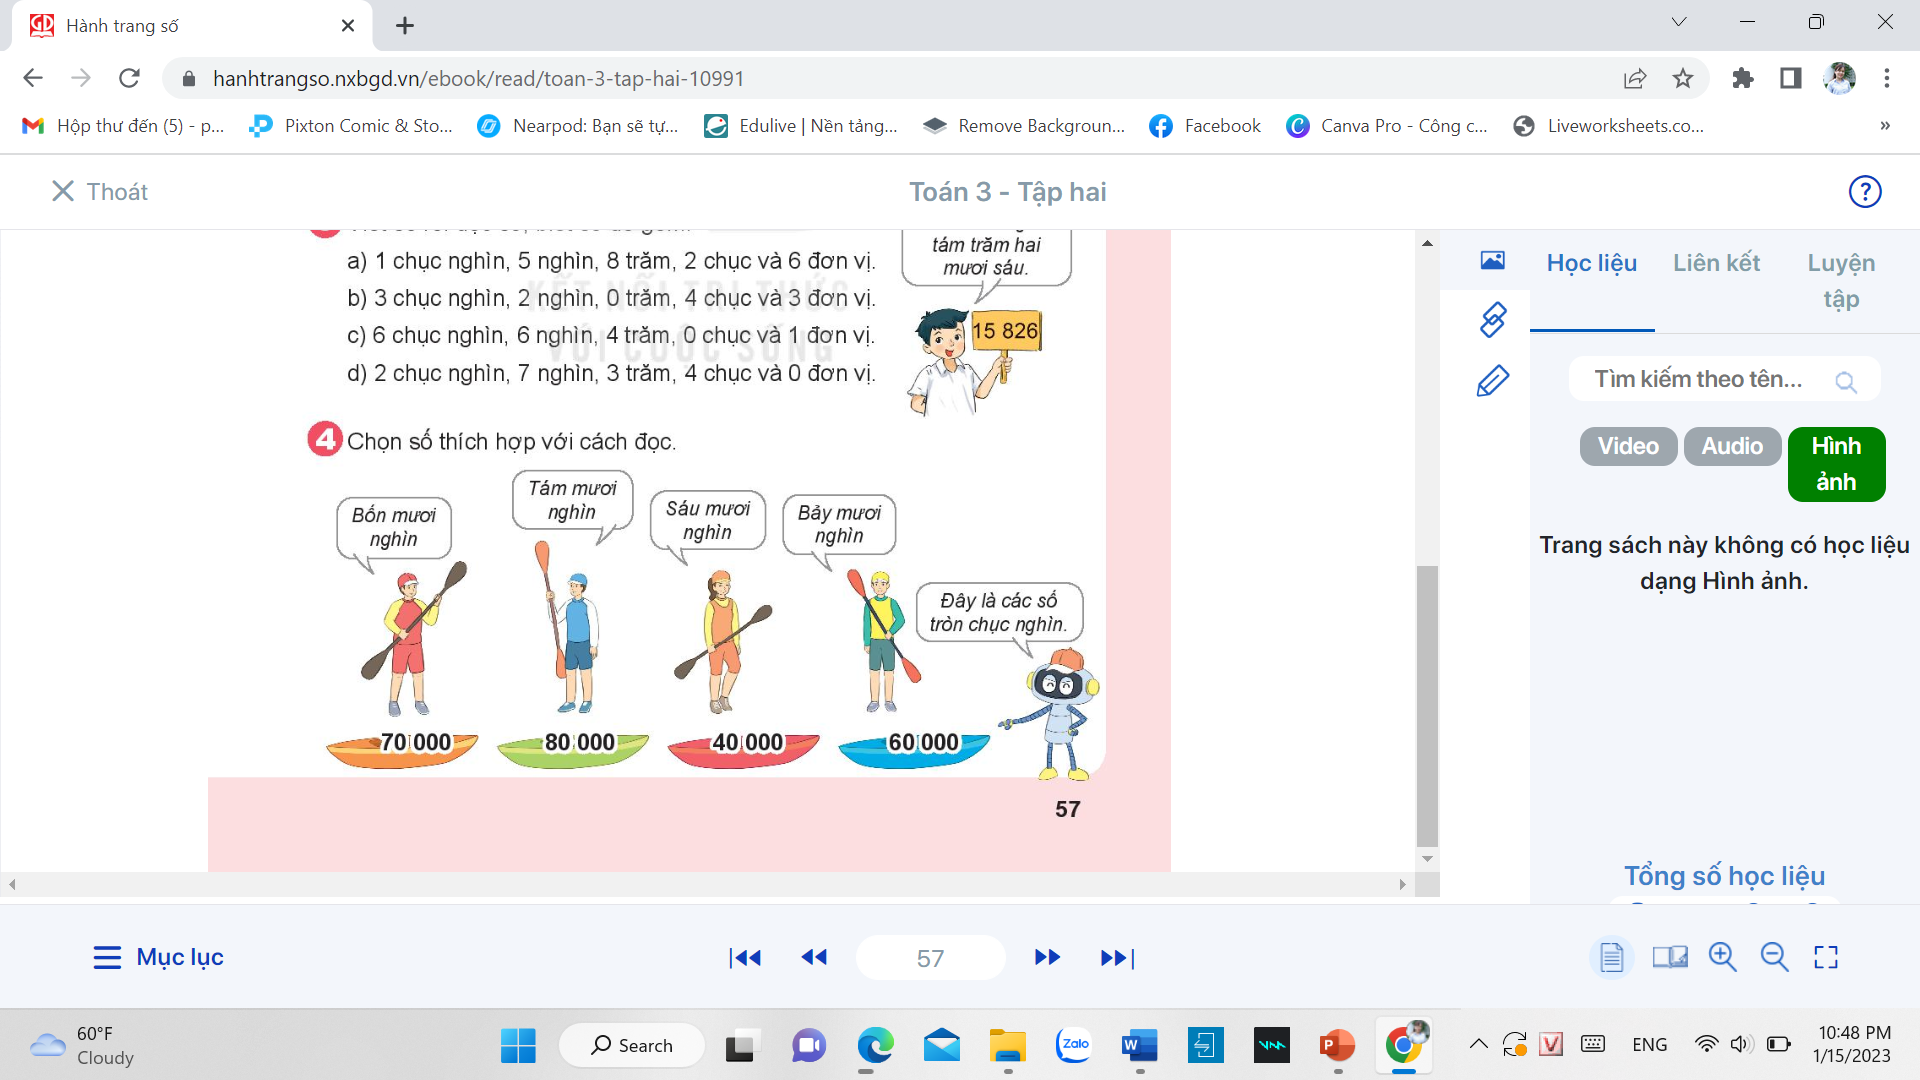 Hành trang số
hanhtrangso.nxbgd.vn/ebook/read/toan-3-tap-hai-10991
Hộp thư đến (5) - p...
Pixton Comic & Sto...
Nearpod: Bạn sẽ tự...
Edulive | Nền tảng...
Remove Backgroun...
Facebook
Canva Pro - Công c...
Liveworksheets.co...
»
Thoát
Toán 3 - Tập hai
?
a) 1 chục nghìn, 5 nghìn, 8 trăm, 2 chục và 6 đơn vị.
b) 3 chục nghìn, 2 nghìn, 0 trăm, 4 chục và 3 đơn vị.
c) 6 chục nghìn, 6 nghìn, 4 trăm, 0 chục và 1 đơn vị.
d) 2 chục nghìn, 7 nghìn, 3 trăm, 4 chục và 0 đơn vị.
KẾT NỐI TRI THỨC
VỚI CUỘC SỐNG
tám trăm hai
mươi sáu.
15 826
4 Chọn số thích hợp với cách đọc.
Bốn mươi
nghìn
Tám mươi
nghìn
Sáu mươi
nghìn
Bảy mươi
nghìn
Đây là các số
tròn chục nghìn.
70 000
80 000
40 000
60 000
57
Học liệu
Liên kết
Luyện
tập
Tìm kiếm theo tên...
Video
Audio
Hình
ảnh
Trang sách này không có học liệu
dạng Hình ảnh.
Tổng số học liệu
Mục lục
57
60°F
Cloudy
Search
Zalo
ENG
10:48 PM
1/15/2023